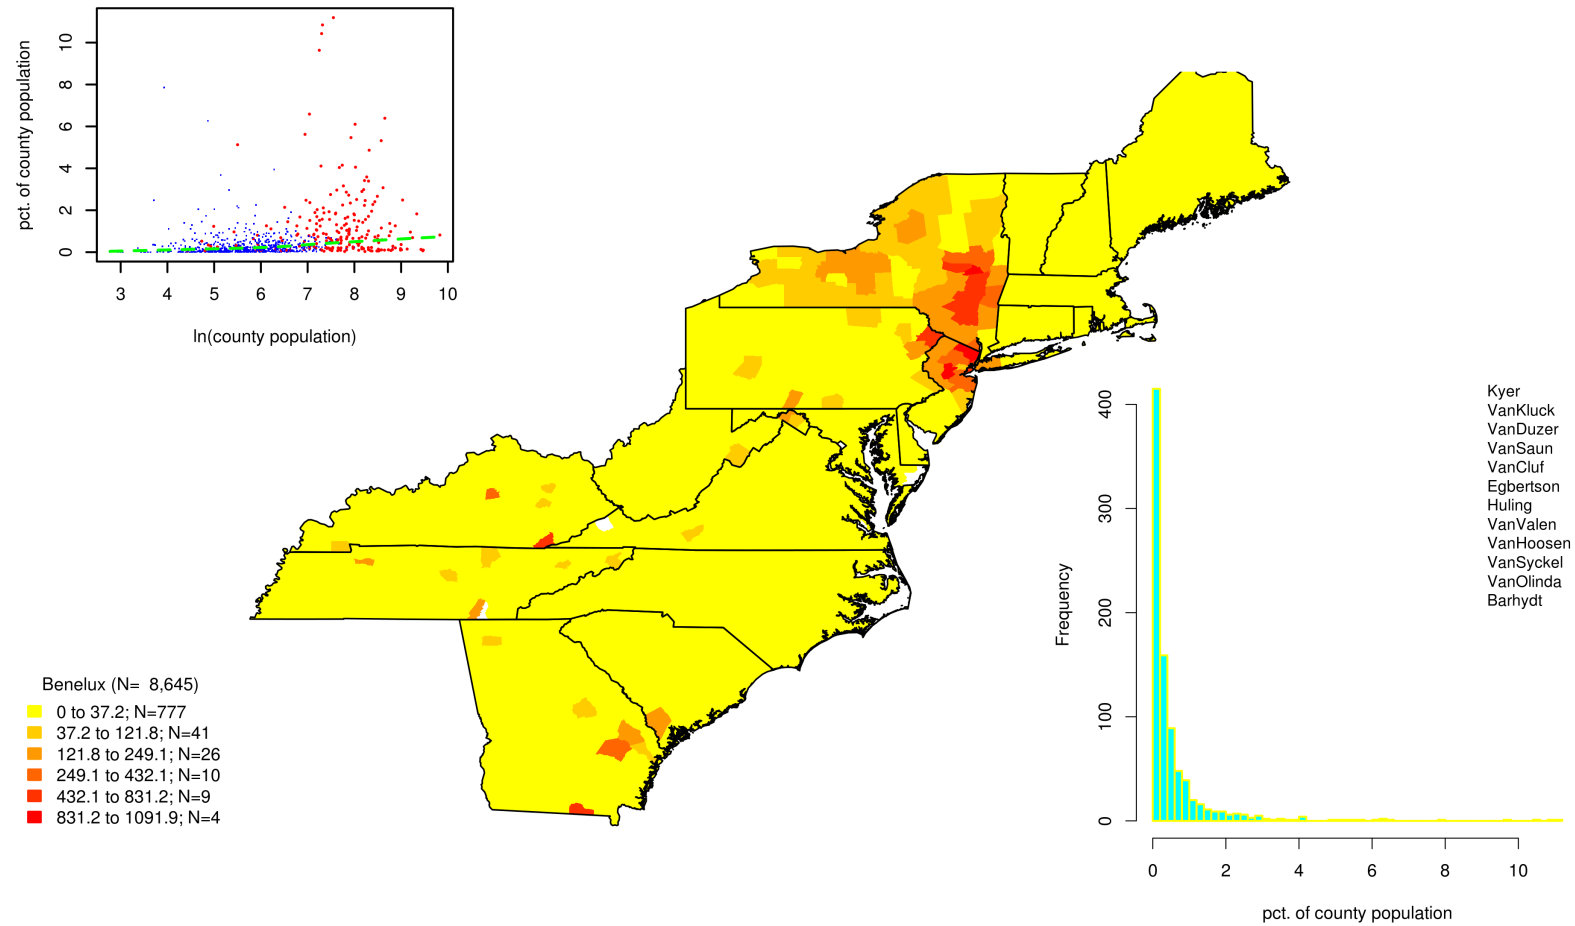 pct. of county population
10
8
6
4
2
0
3 4 5 6 7 8 9 10
ln(county population)
Kyer
VanKluck
VanDuzer
VanSaun
VanCluf
Egbertson
Huling
VanValen
VanHoosen
VanSyckel
VanOlinda
Barhydt
Frequency
400
300
200
100
0
0 2 4 6 8 10
pct. of county population
Benelux (N= 8,645)
0 to 37.2; N=777
37.2 to 121.8; N=41
121.8 to 249.1; N=26
249.1 to 432.1; N=10
432.1 to 831.2; N=9
831.2 to 1091.9; N=4